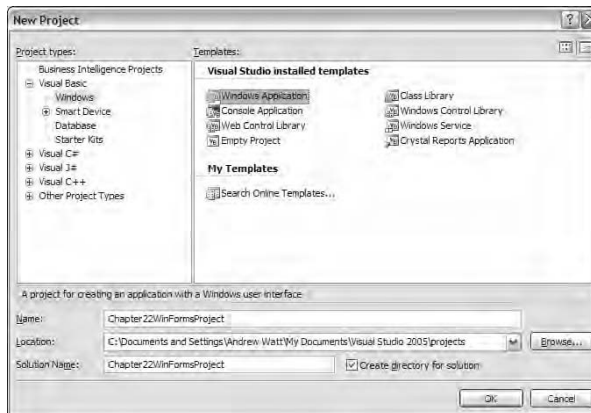 New Project
Project types:
Templates:
Business Intelligence Projects
Visual Basic
Windows
Smart Device
Database
Starter Kits
Visual C#
Visual J#
Visual C++
Other Project Types
Visual Studio installed templates
Windows Application
Console Application
Web Control Library
Empty Project
Class Library
Windows Control Library
Windows Service
Crystal Reports Application
My Templates
Search Online Templates...
A project for creating an application with a Windows user interface
Name:
Chapter22WinFormsProject
Location:
C:\Documents and Settings\Andrew Watt\My Documents\Visual Studio 2005\projects
Browse...
Solution Name:
Chapter22WinFormsProject
Create directory for solution
OK
Cancel